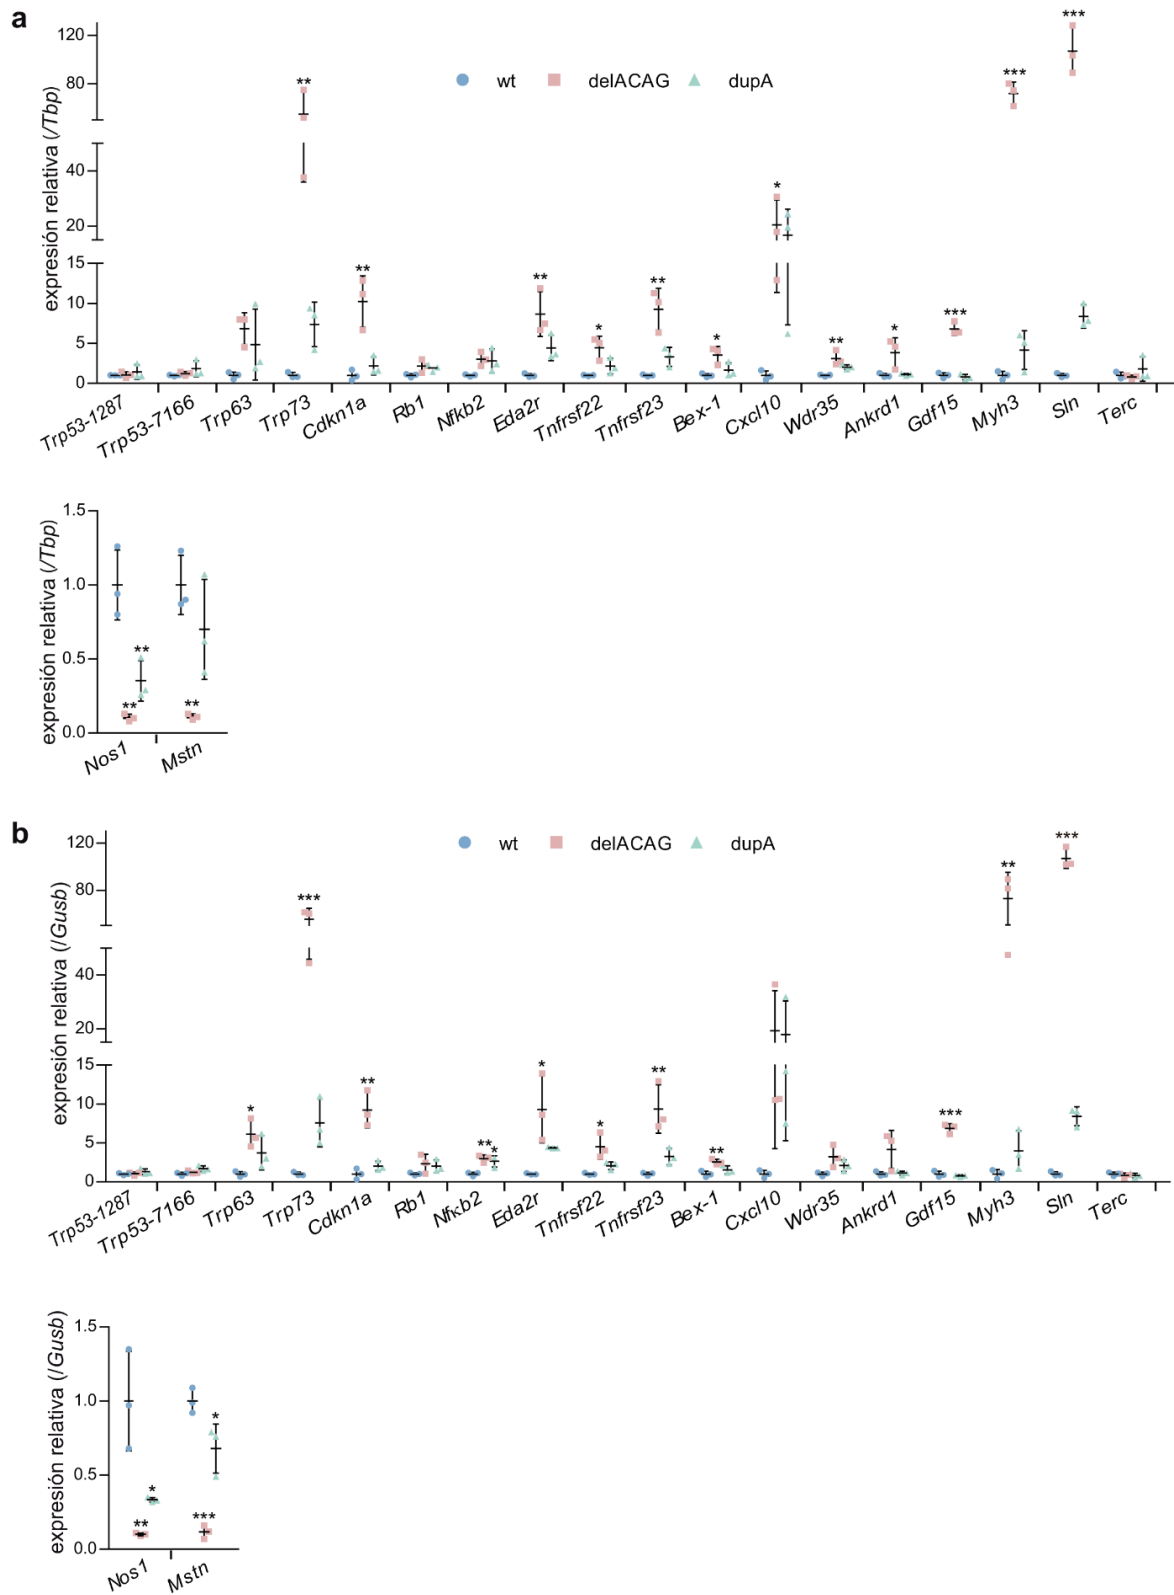 a
120
80
40
20
15
10
5
0
expresión relativa (/Tbp)
wt delACAG dupA
** ** ** * ** * * ** * *** *** ***
Trp53-1287 Trp53-7166 Trp63 Trp73 Cdkn1a Rb1 Nfkb2 Eda2r Tnfrsf22 Tnfrsf23 Bex-1 Cxcl10 Wdr35 Ankrd1 Gdf15 Myh3 Sln Terc
1.5
1.0
0.5
0.0
expresión relativa (/Tbp)
** ** **
Nos1 Mstn
b
120
80
40
20
15
10
5
0
expresión relativa (/Gusb)
wt delACAG dupA
* *** ** ** * * * ** ** *** ** ***
Trp53-1287 Trp53-7166 Trp63 Trp73 Cdkn1a Rb1 Nfκb2 Eda2r Tnfrsf22 Tnfrsf23 Bex-1 Cxcl10 Wdr35 Ankrd1 Gdf15 Myh3 Sln Terc
1.5
1.0
0.5
0.0
expresión relativa (/Gusb)
** * *** *
Nos1 Mstn